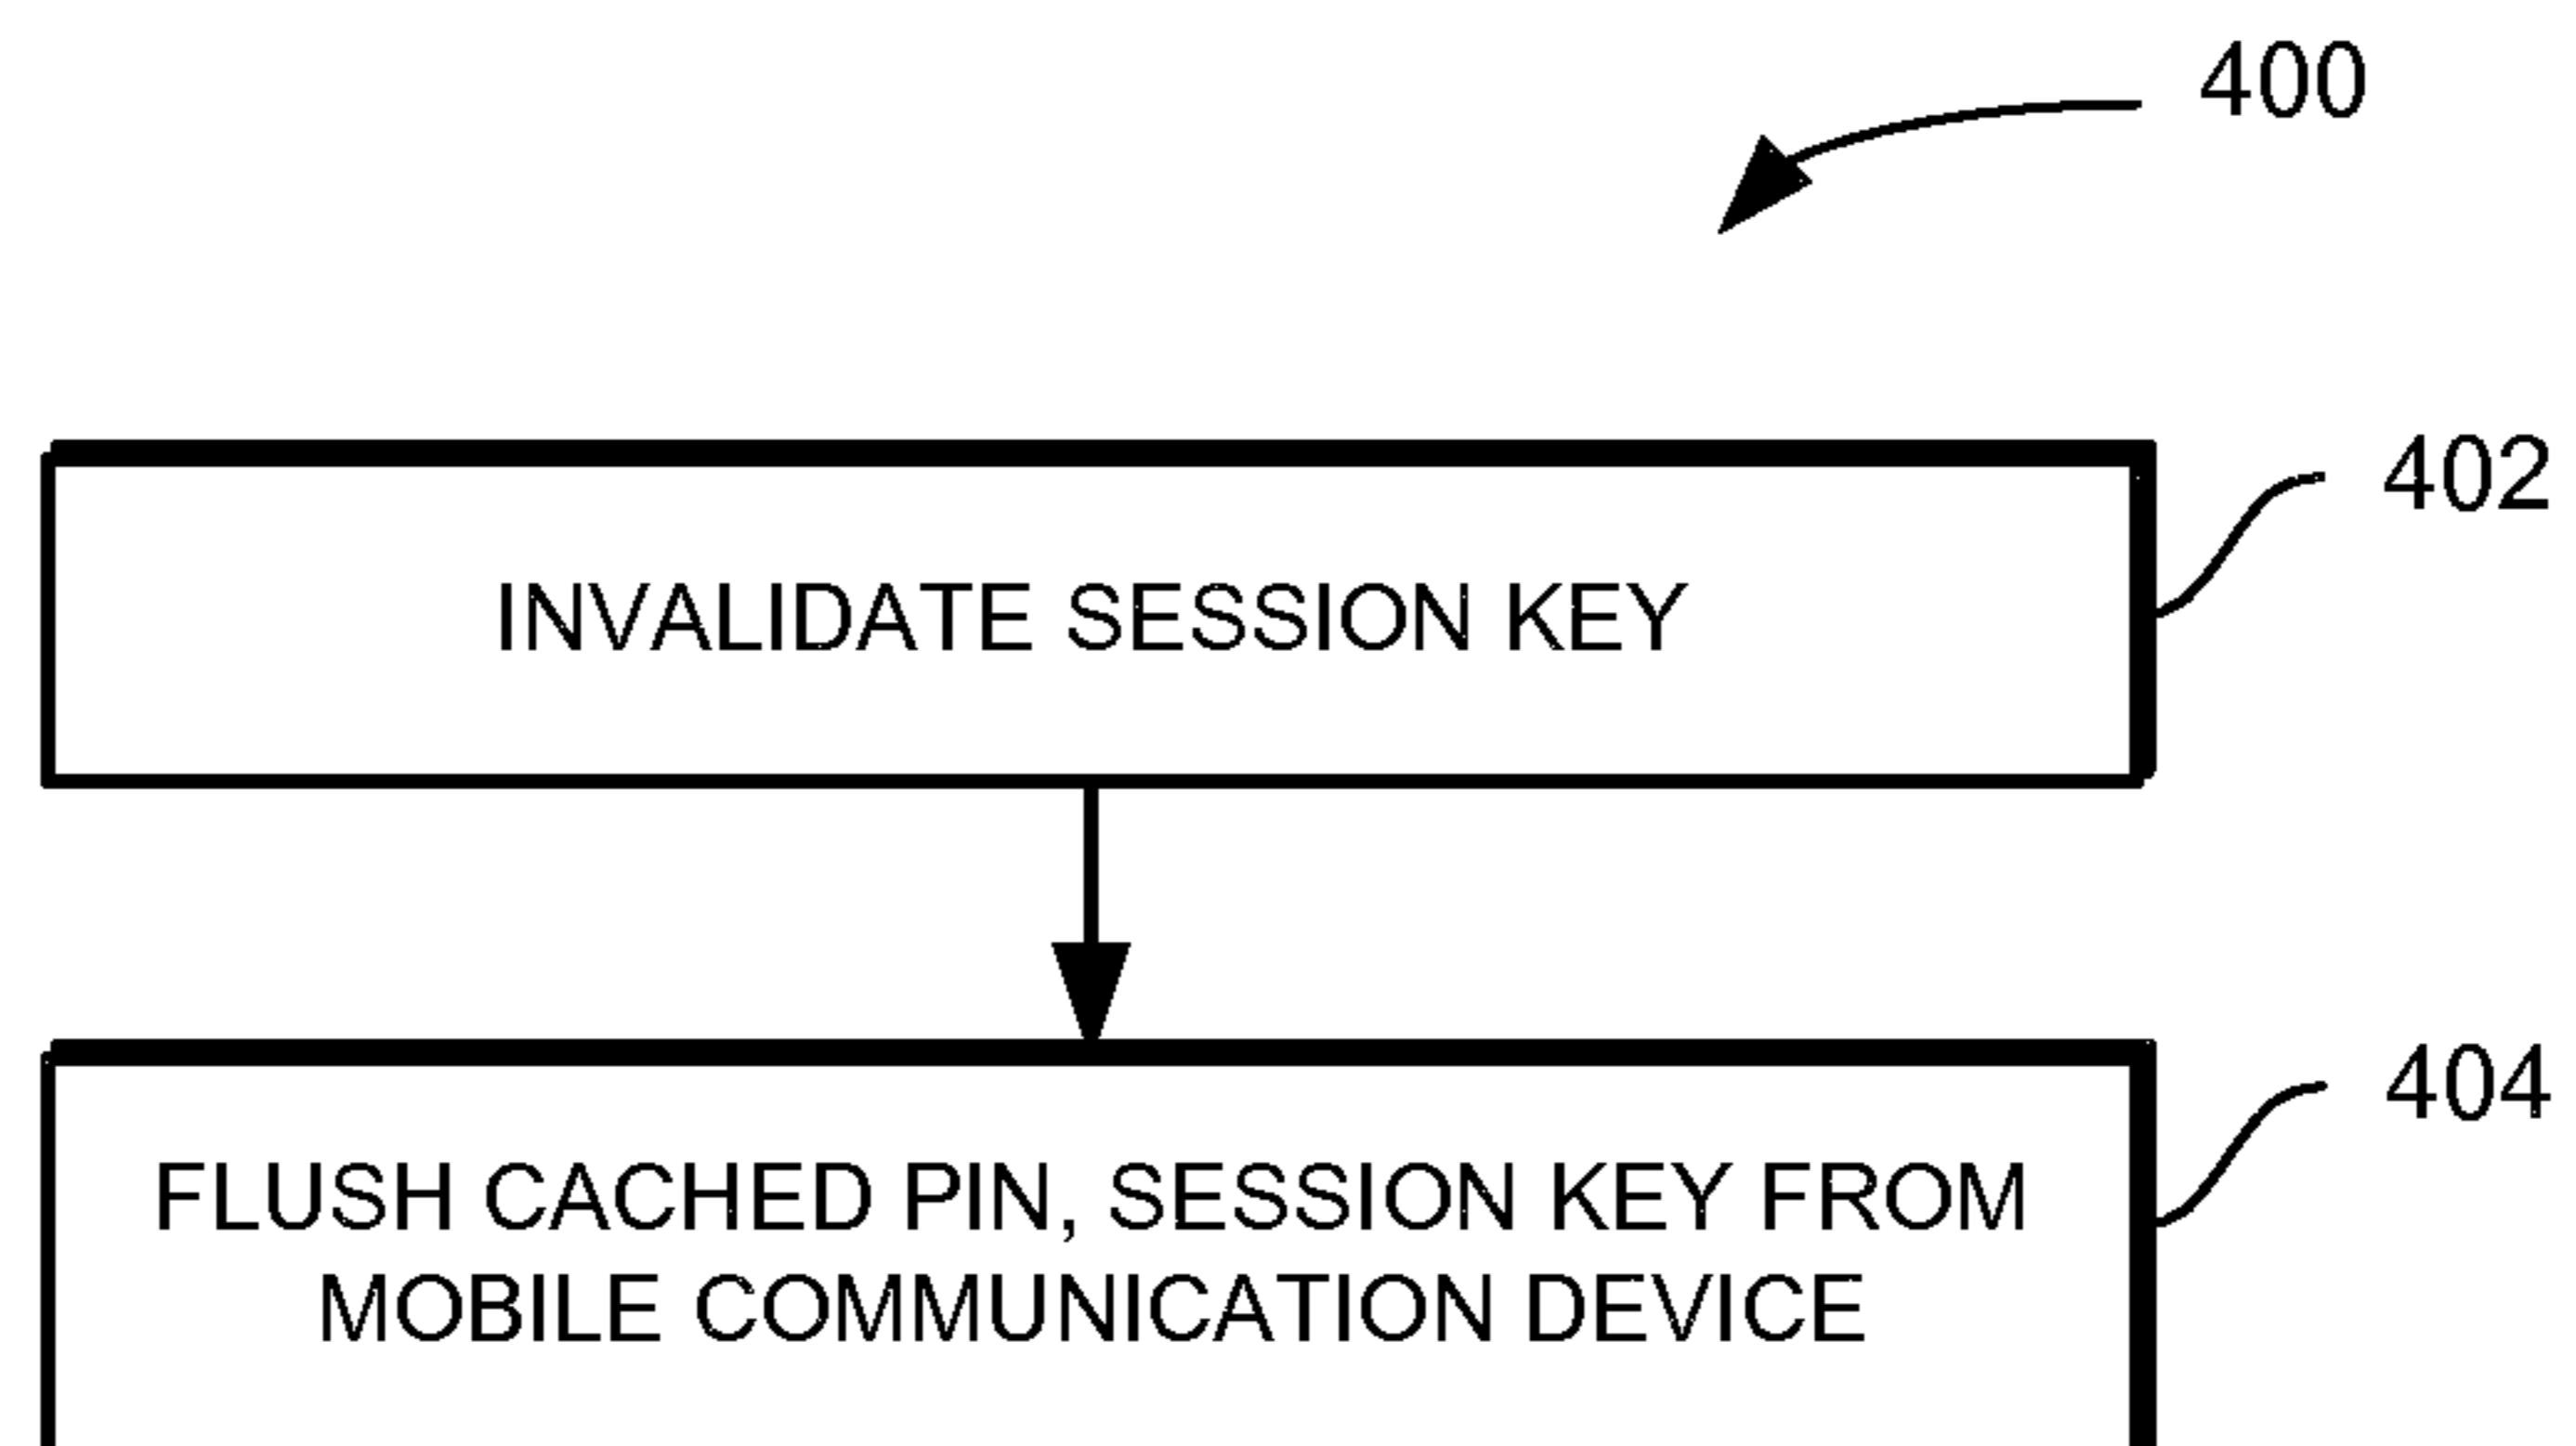 400
402
INVALIDATE SESSION KEY
404
FLUSH CACHED PIN, SESSION KEY FROM
MOBILE COMMUNICATION DEVICE